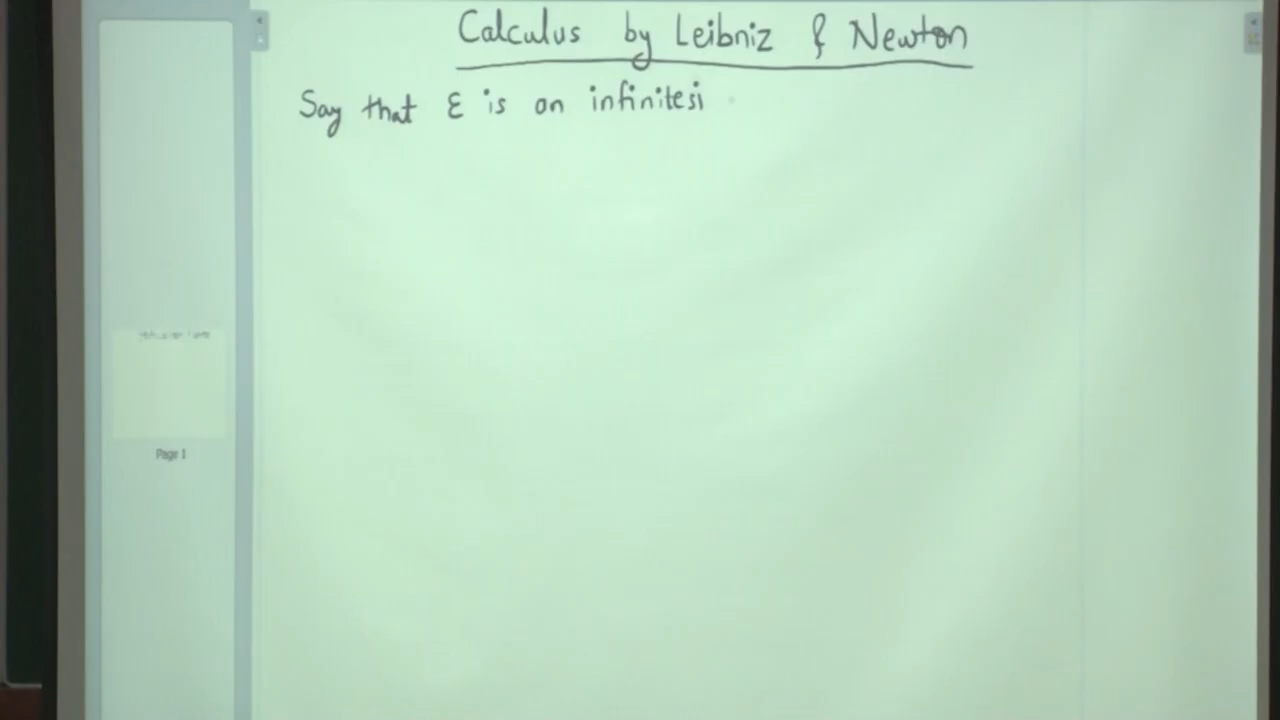 Calculus by Leibniz & Newton
Say that ε is an infinitesi
Page 1